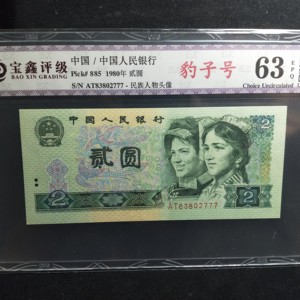 宝鑫评级
BAO XIN GRADING
中国 / 中国人民银行
Pick# 885 1980年 贰圆
S/N AT83802777 - 民族人物头像
豹子号
63 EPQ
Choice Uncirculated
中国人民银行
贰圆
2
2
AT83802777